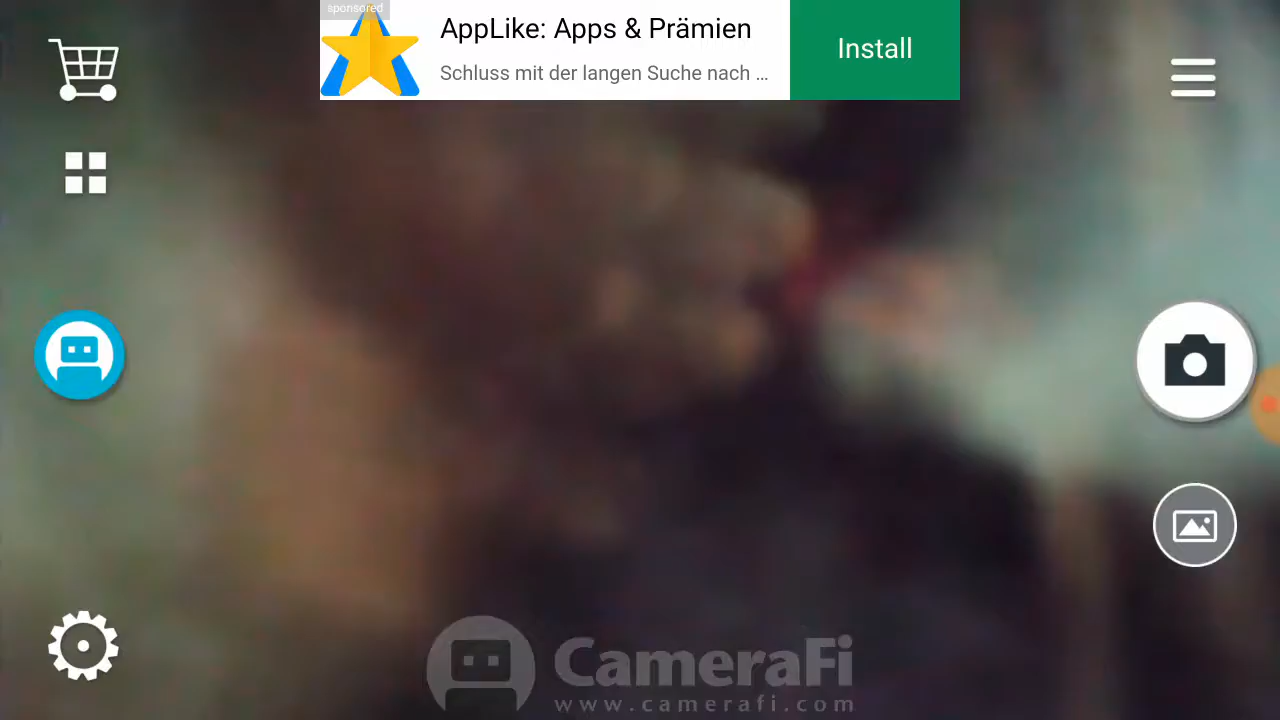 sponsored
AppLike: Apps & Prämien
Schluss mit der langen Suche nach …
Install
CameraFi
www.camerafi.com